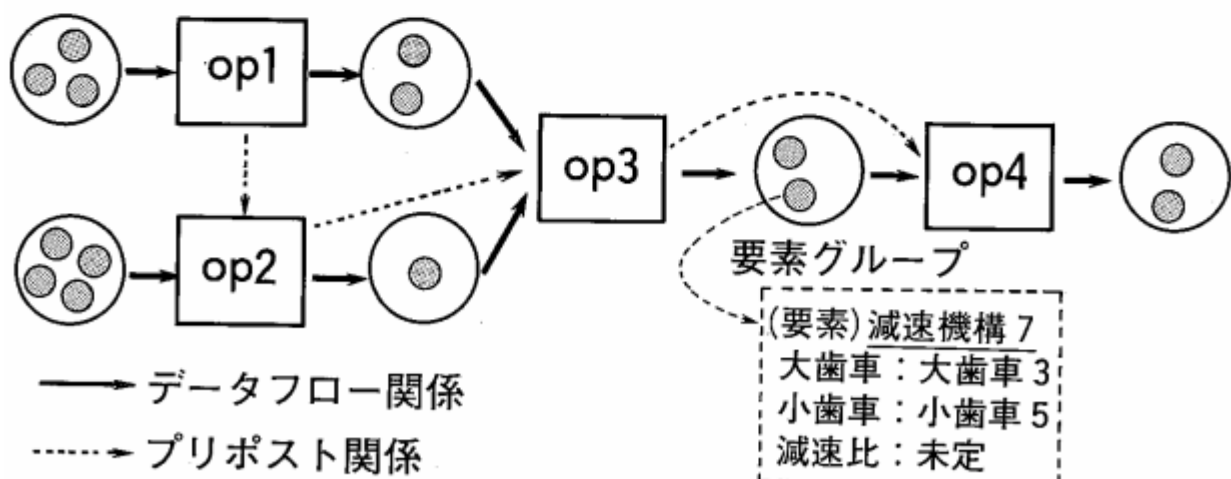 op1
op2
op3
op4
要素グループ
(要素)減速機構7
大歯車:大歯車3
小歯車:小歯車5
減速比:未定
データフロー関係
プリポスト関係